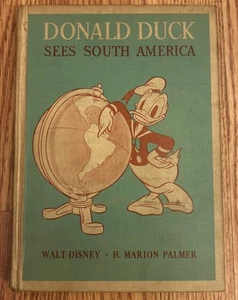 DONALD DUCK
SEES SOUTH AMERICA
WALT DISNEY · H. MARION PALMER